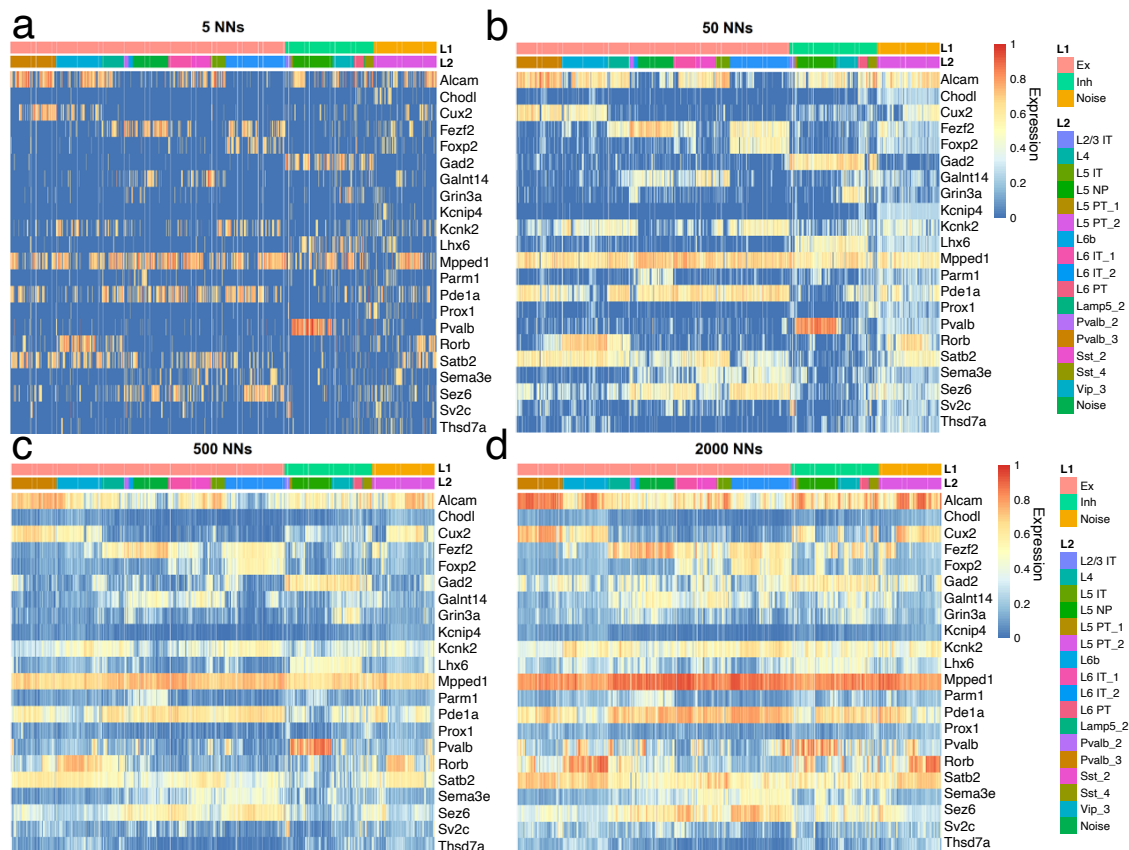 a
5 NNs
L1
L2
Alcam
Chodl
Cux2
Fezf2
Foxp2
Gad2
Galnt14
Grin3a
Kcnip4
Kcnk2
Lhx6
Mpped1
Parm1
Pde1a
Prox1
Pvalb
Rorb
Satb2
Sema3e
Sez6
Sv2c
Thsd7a
b
50 NNs
L1
L2
Alcam
Chodl
Cux2
Fezf2
Foxp2
Gad2
Galnt14
Grin3a
Kcnip4
Kcnk2
Lhx6
Mpped1
Parm1
Pde1a
Prox1
Pvalb
Rorb
Satb2
Sema3e
Sez6
Sv2c
Thsd7a
1
0.8
0.6
0.4
0.2
0
Expression
L1
Ex
Inh
Noise
L2
L2/3 IT
L4
L5 IT
L5 NP
L5 PT_1
L5 PT_2
L6b
L6 IT_1
L6 IT_2
L6 PT
Lamp5_2
Pvalb_2
Pvalb_3
Sst_2
Sst_4
Vip_3
Noise
c
500 NNs
L1
L2
Alcam
Chodl
Cux2
Fezf2
Foxp2
Gad2
Galnt14
Grin3a
Kcnip4
Kcnk2
Lhx6
Mpped1
Parm1
Pde1a
Prox1
Pvalb
Rorb
Satb2
Sema3e
Sez6
Sv2c
Thsd7a
d
2000 NNs
L1
L2
Alcam
Chodl
Cux2
Fezf2
Foxp2
Gad2
Galnt14
Grin3a
Kcnip4
Kcnk2
Lhx6
Mpped1
Parm1
Pde1a
Prox1
Pvalb
Rorb
Satb2
Sema3e
Sez6
Sv2c
Thsd7a
1
0.8
0.6
0.4
0.2
0
Expression
L1
Ex
Inh
Noise
L2
L2/3 IT
L4
L5 IT
L5 NP
L5 PT_1
L5 PT_2
L6b
L6 IT_1
L6 IT_2
L6 PT
Lamp5_2
Pvalb_2
Pvalb_3
Sst_2
Sst_4
Vip_3
Noise